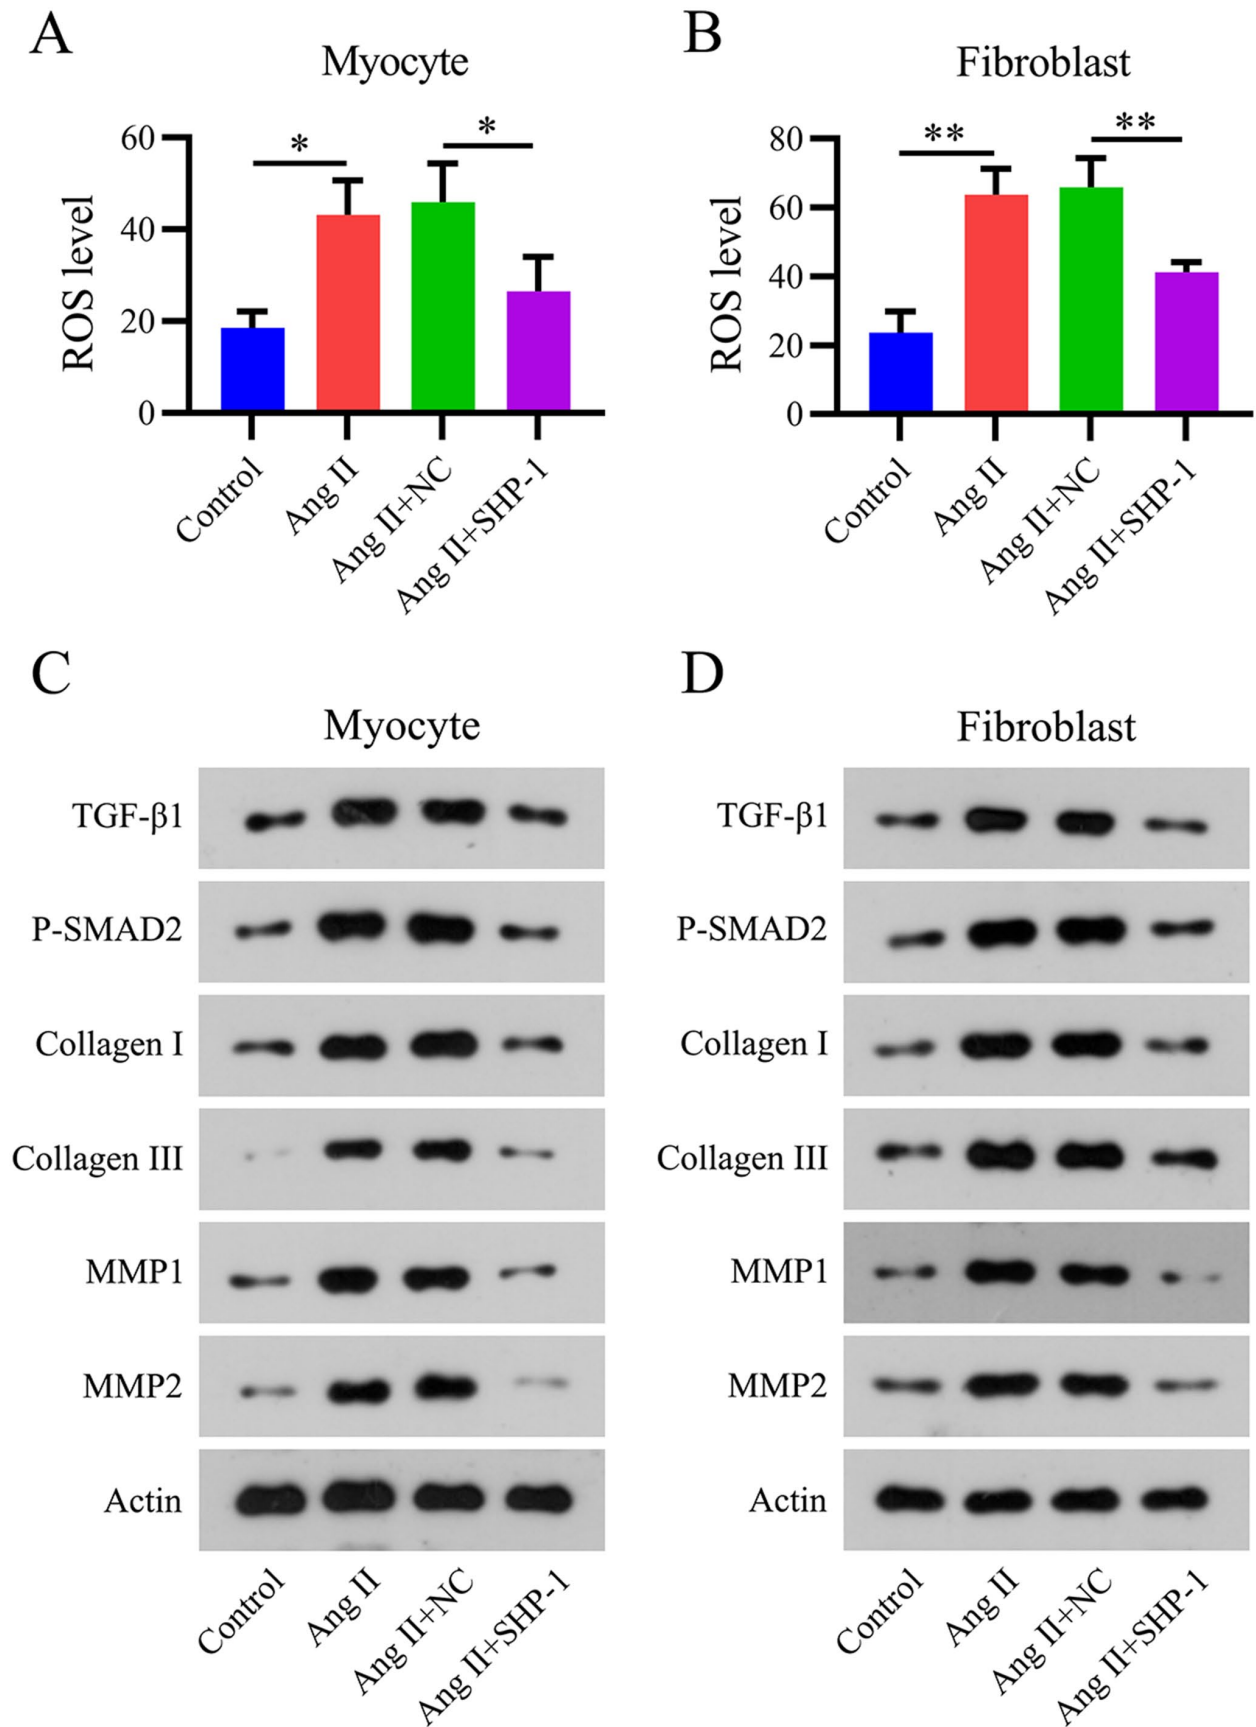 A
Myocyte
ROS level
60
40
20
0
*
*
Control
Ang II
Ang II+NC
Ang II+SHP-1
B
Fibroblast
ROS level
80
60
40
20
0
**
**
Control
Ang II
Ang II+NC
Ang II+SHP-1
C
Myocyte
TGF-β1
P-SMAD2
Collagen I
Collagen III
MMP1
MMP2
Actin
Control
Ang II
Ang II+NC
Ang II+SHP-1
D
Fibroblast
TGF-β1
P-SMAD2
Collagen I
Collagen III
MMP1
MMP2
Actin
Control
Ang II
Ang II+NC
Ang II+SHP-1